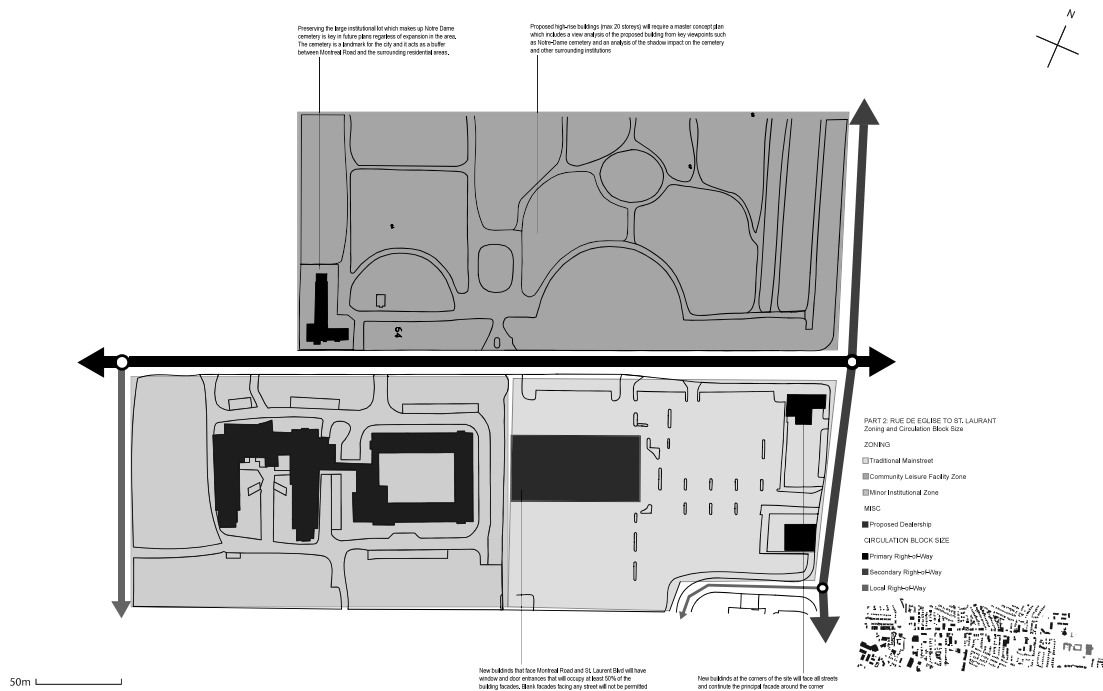 Preserving the large institutional lot which makes up Notre Dame
cemetery is key in future plans regarless of expansion in the area.
The cemetery is a landmark for the city and it acts as a buffer
between Montreal Road and the surrounding residential areas.
Proposed high-rise buildings (max 20 storeys) will require a master concept plan
which includes a view analysis of the proposed building from key viewpoints such
as Notre-Dame cemetery and an analysis of the shadow impact on the cemetery
and other surrounding institutions
N
64
PART 2: RUE DE EGLISE TO ST. LAURANT
Zoning and Circulation Block Size
ZONING
Traditional Mainstreet
Community Leisure Facility Zone
Minor Institutional Zone
MISC
Proposed Dealership
CIRCULATION BLOCK SIZE
Primary Right-of-Way
Secondary Right-of-Way
Local Right-of-Way
50m
New buildinds that face Montreal Road and St. Laurent Blvd will have
window and door entrances that will occupy at least 50% of the
building facades. Blank facades facing any street will not be permitted
New buildings at the corners of the site will face all streets
and continute the principal facade around the corner